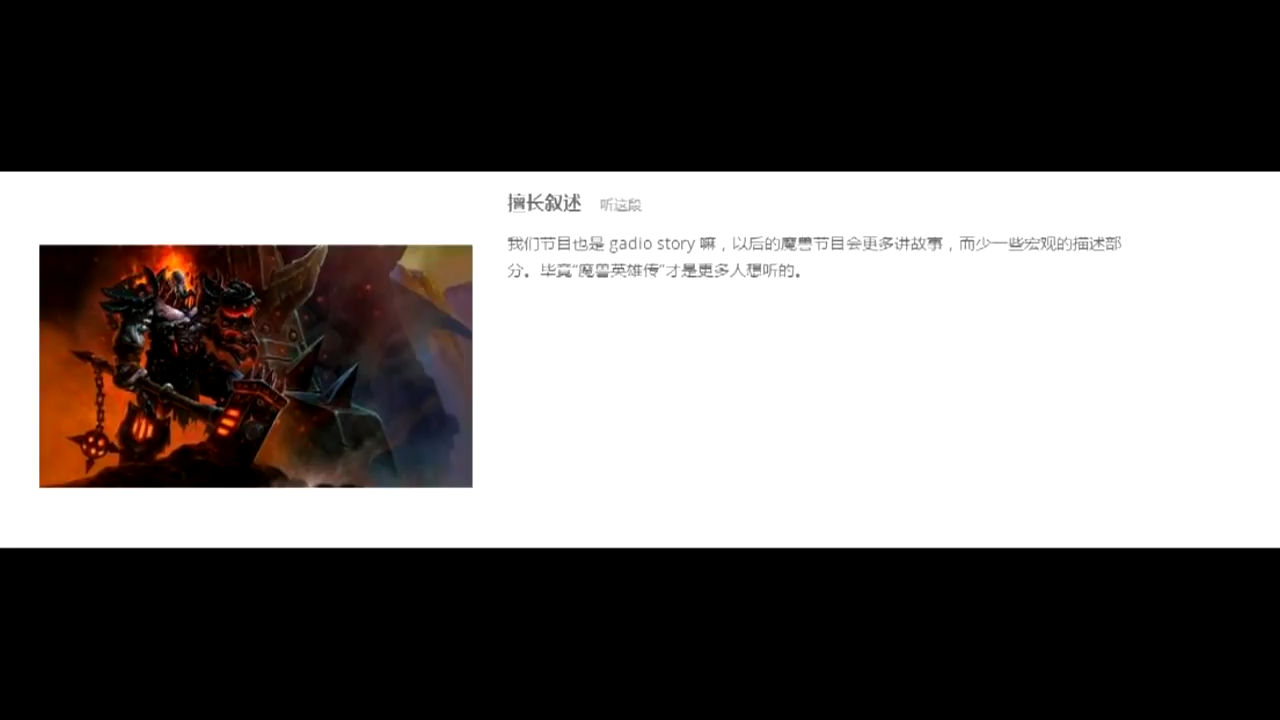 擅长叙述 听这段
我们节目也是 gadio story 嘛，以后的魔兽节目会更多讲故事，而少一些宏观的描述部
分。毕竟“魔兽英雄传”才是更多人想听的。